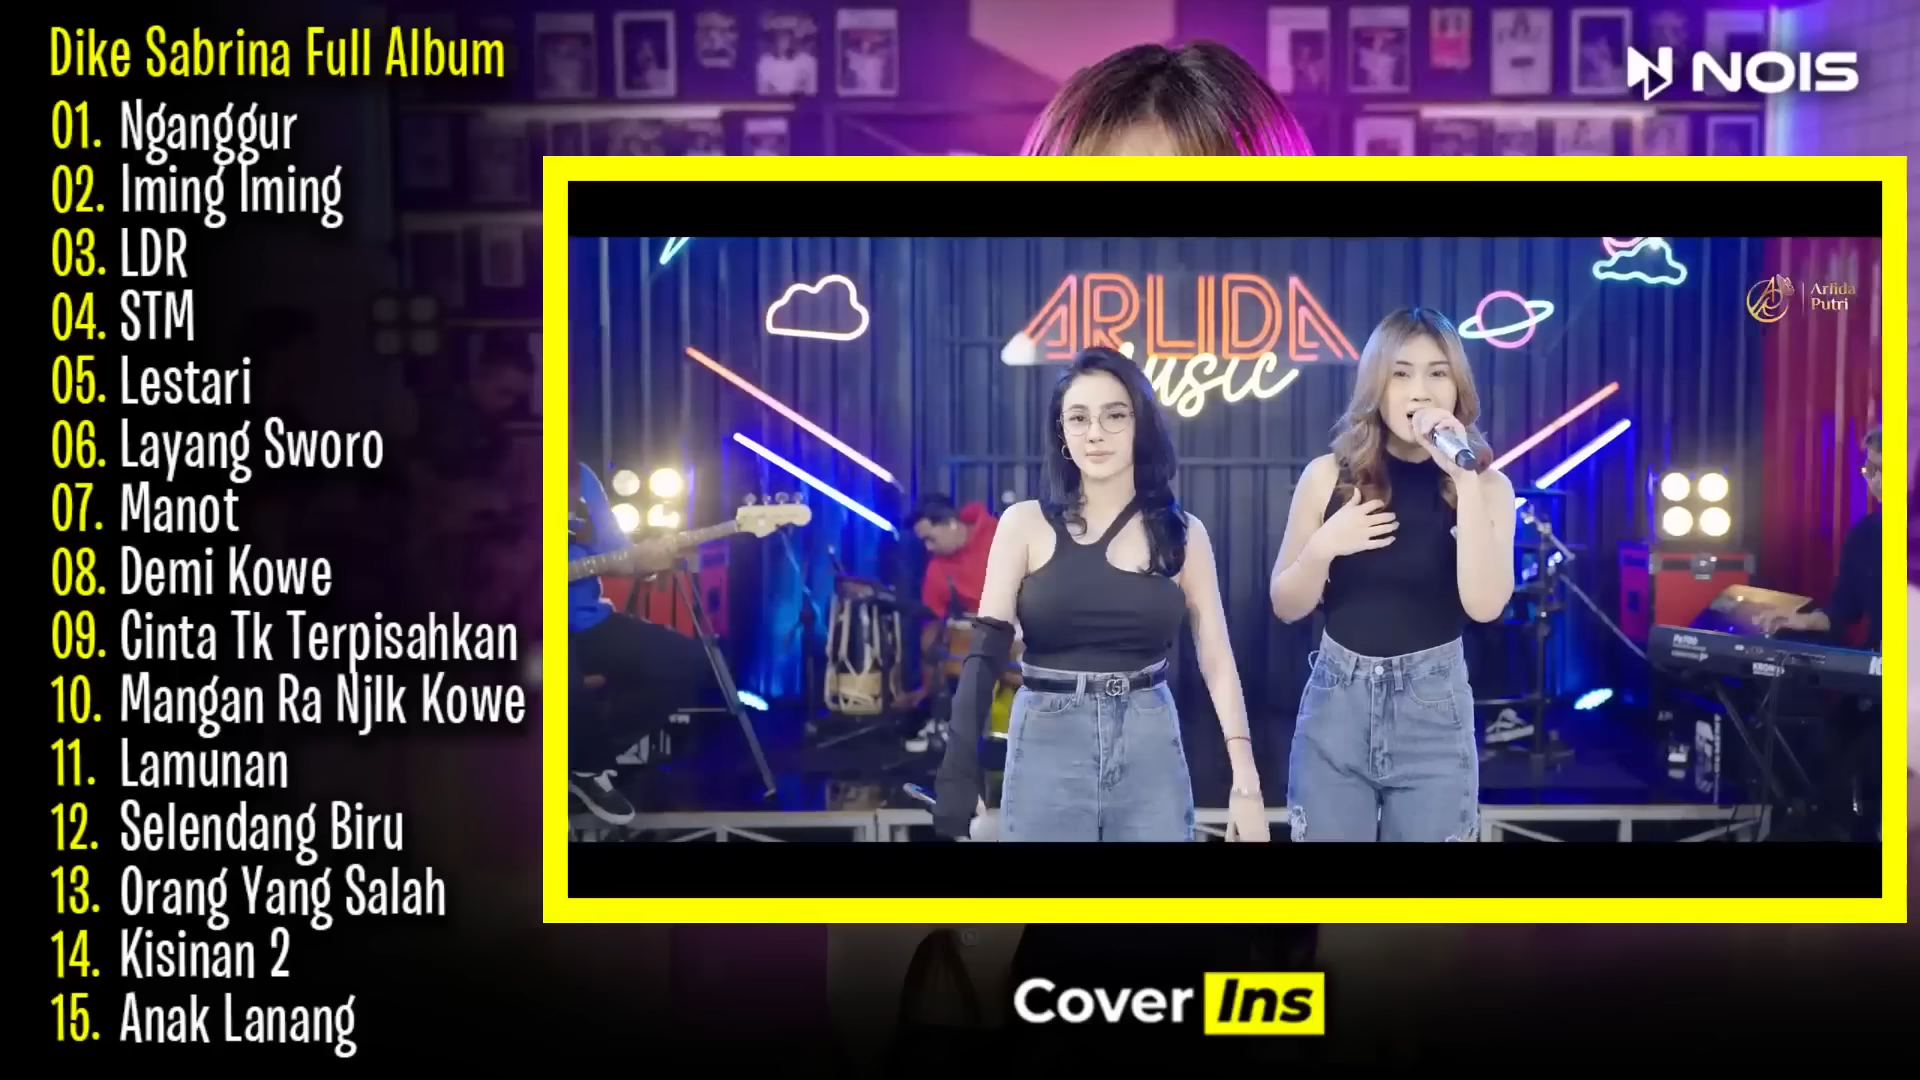 Dike Sabrina Full Album
01. Nganggur
02. Iming Iming
03. LDR
04. STM
05. Lestari
06. Layang Sworo
07. Manot
08. Demi Kowe
09. Cinta Tk Terpisahkan
10. Mangan Ra Njlk Kowe
11. Lamunan
12. Selendang Biru
13. Orang Yang Salah
14. Kisinan 2
15. Anak Lanang
NOIS
ARLIDA
Music
Arlida
Putri
Cover Ins